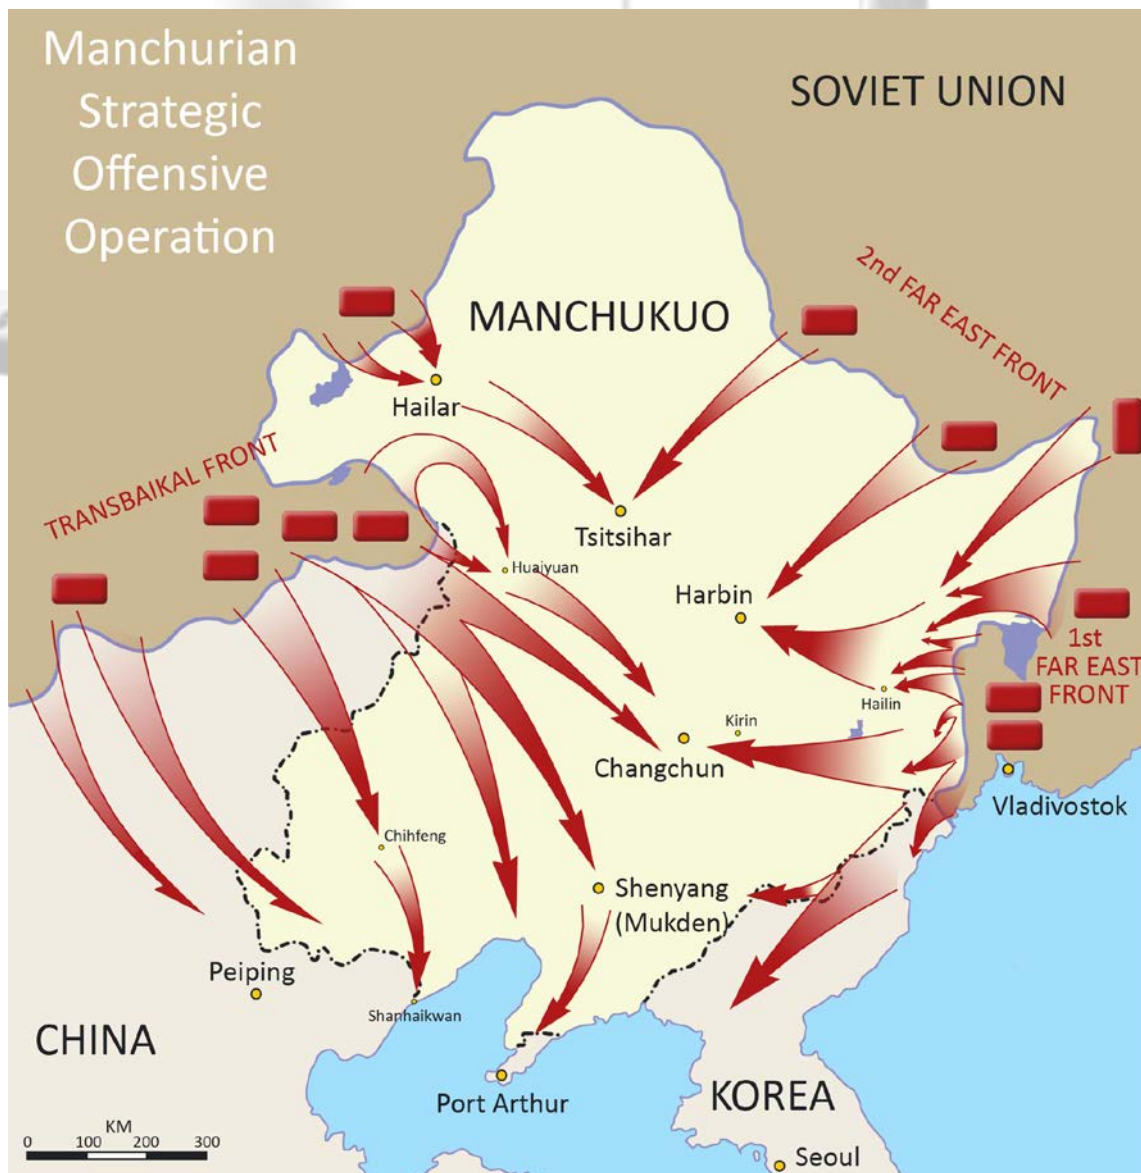 Manchurian
Strategic
Offensive
Operation
SOVIET UNION
2nd FAR EAST FRONT
MANCHUKUO
Hailar
TRANSBAIKAL FRONT
Tsitsihar
Huaiyuan
Harbin
1st
FAR EAST
FRONT
Hailin
Kirin
Changchun
Vladivostok
Chihfeng
Shenyang
(Mukden)
Peiping
Shanhaikwan
CHINA
Port Arthur
KOREA
KM
0 100 200 300
Seoul